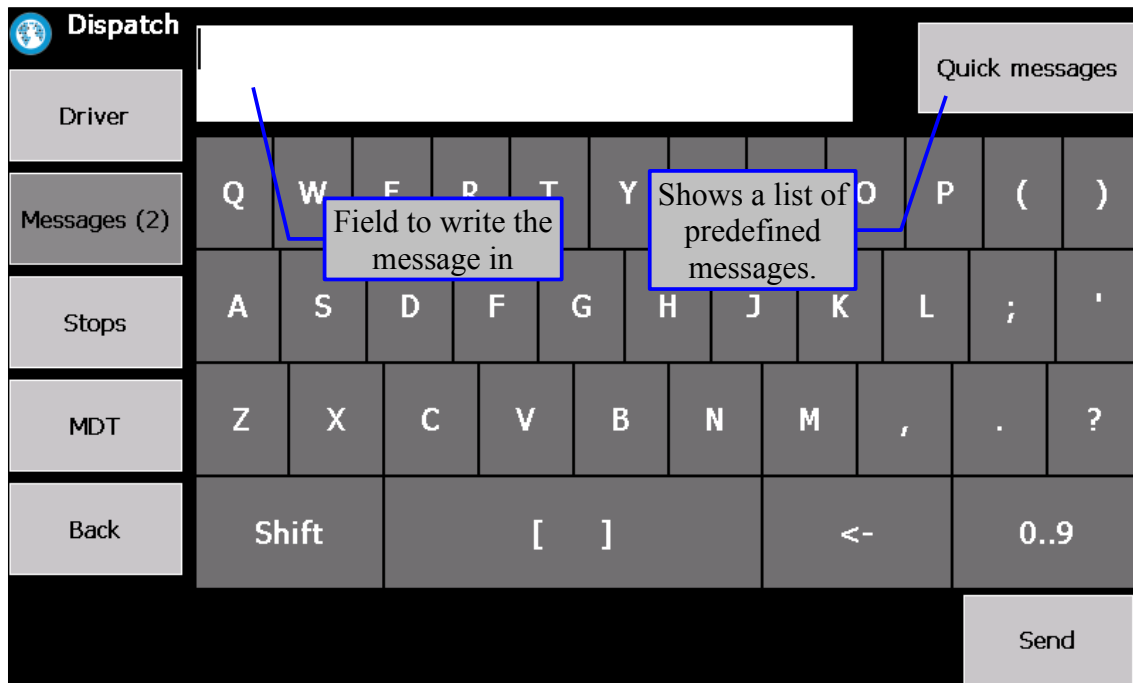 Dispatch
Quick messages
Driver
Messages (2)
Stops
MDT
Back
Q W E R T Y O P ( )
Field to write the
message in
Shows a list of
predefined
messages.
A S D F G H J K L ; '
Z X C V B N M , . ?
Shift [ ] <- 0..9
Send